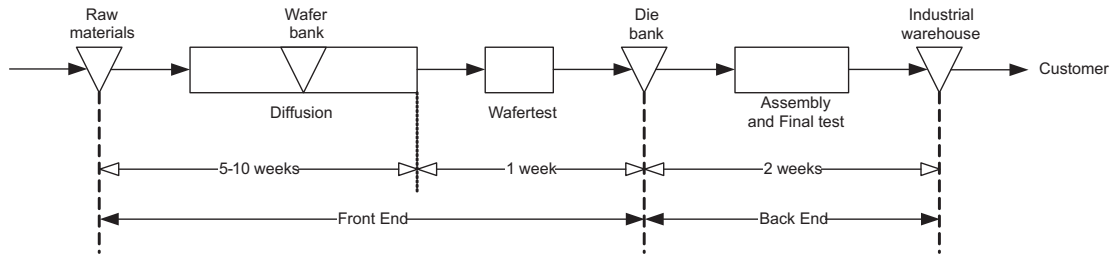 Raw
materials
Wafer
bank
Die
bank
Industrial
warehouse
Customer
Diffusion
Wafertest
Assembly
and Final test
5-10 weeks
1 week
2 weeks
Front End
Back End